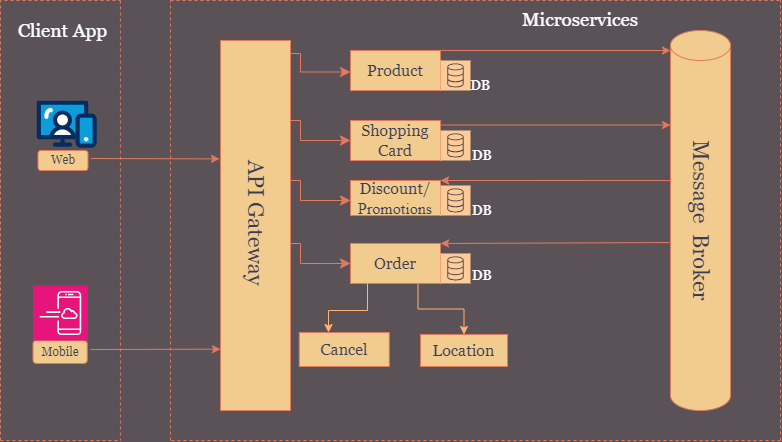 Client App
Microservices
Web
Mobile
API Gateway
Product
DB
Shopping
Card
DB
Discount/
Promotions
DB
Order
DB
Cancel
Location
Message Broker